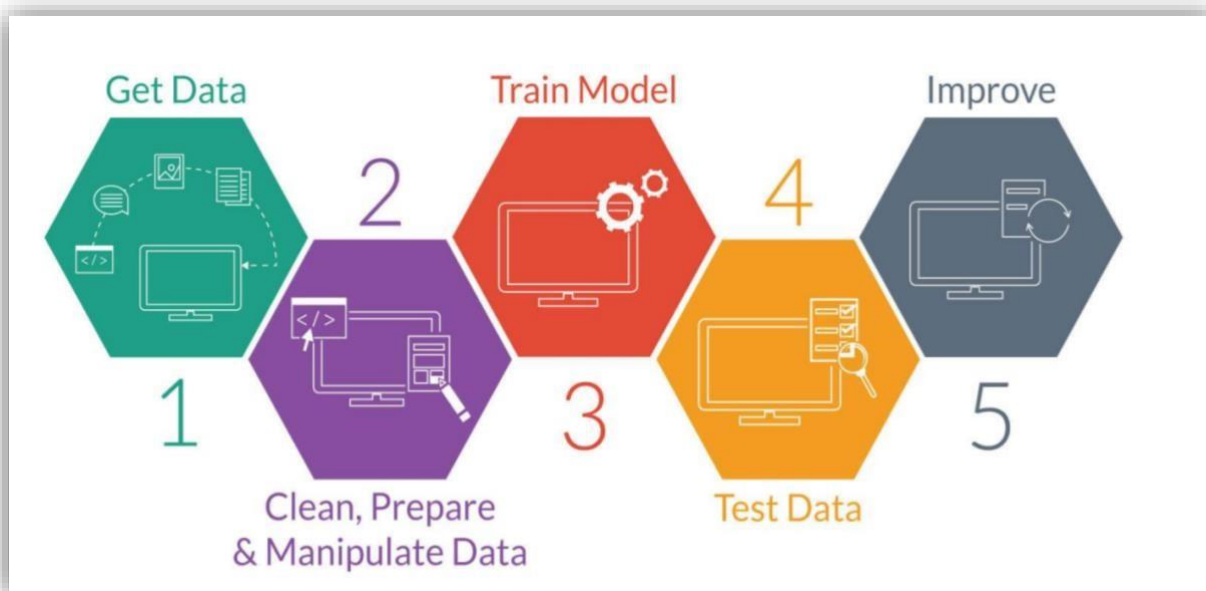 Get Data
1
</>
2
Clean, Prepare
& Manipulate Data
</>
Train Model
3
4
Test Data
Improve
5